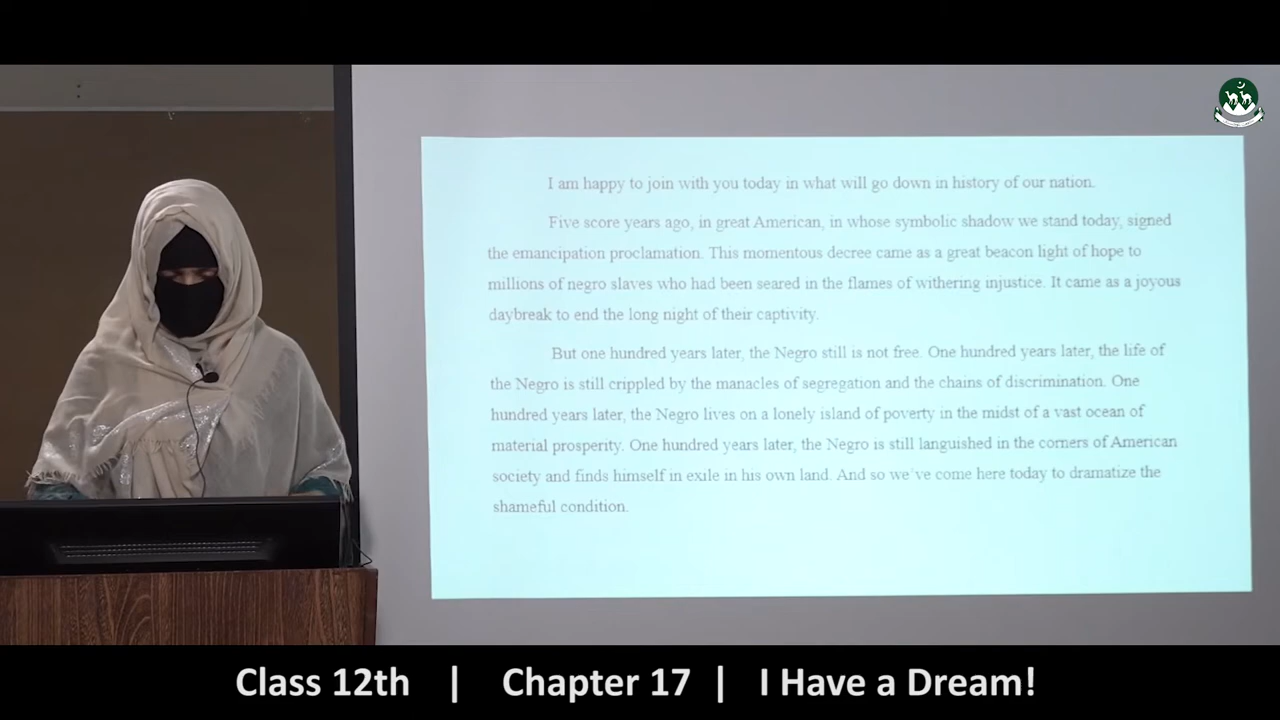 I am happy to join with you today in what will go down in history of our nation.
Five score years ago, in great American, in whose symbolic shadow we stand today, signed
the emancipation proclamation. This momentous decree came as a great beacon light of hope to
millions of negro slaves who had been seared in the flames of withering injustice. It came as a joyous
daybreak to end the long night of their captivity.
But one hundred years later, the Negro still is not free. One hundred years later, the life of
the Negro is still crippled by the manacles of segregation and the chains of discrimination. One
hundred years later, the Negro lives on a lonely island of poverty in the midst of a vast ocean of
material prosperity. One hundred years later, the Negro is still languished in the corners of American
society and finds himself in exile in his own land. And so we've come here today to dramatize the
shameful condition.
Class 12th | Chapter 17 | I Have a Dream!